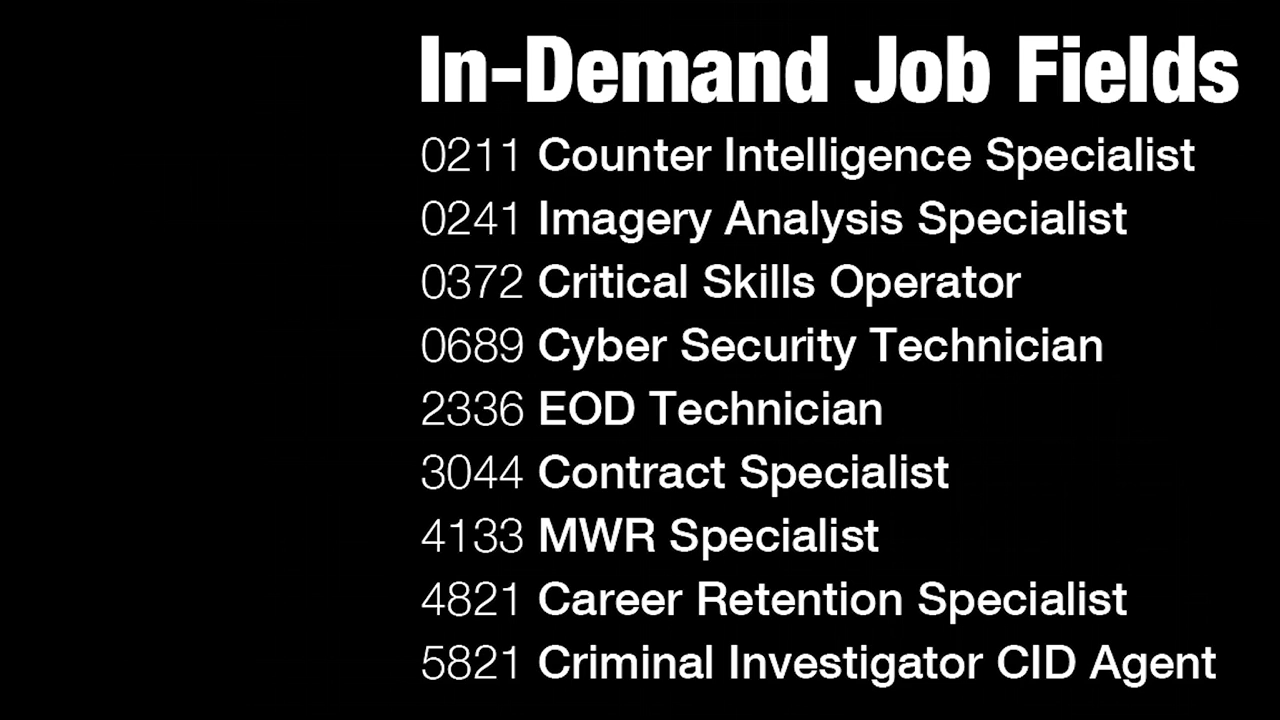 In-Demand Job Fields
0211 Counter Intelligence Specialist
0241 Imagery Analysis Specialist
0372 Critical Skills Operator
0689 Cyber Security Technician
2336 EOD Technician
3044 Contract Specialist
4133 MWR Specialist
4821 Career Retention Specialist
5821 Criminal Investigator CID Agent